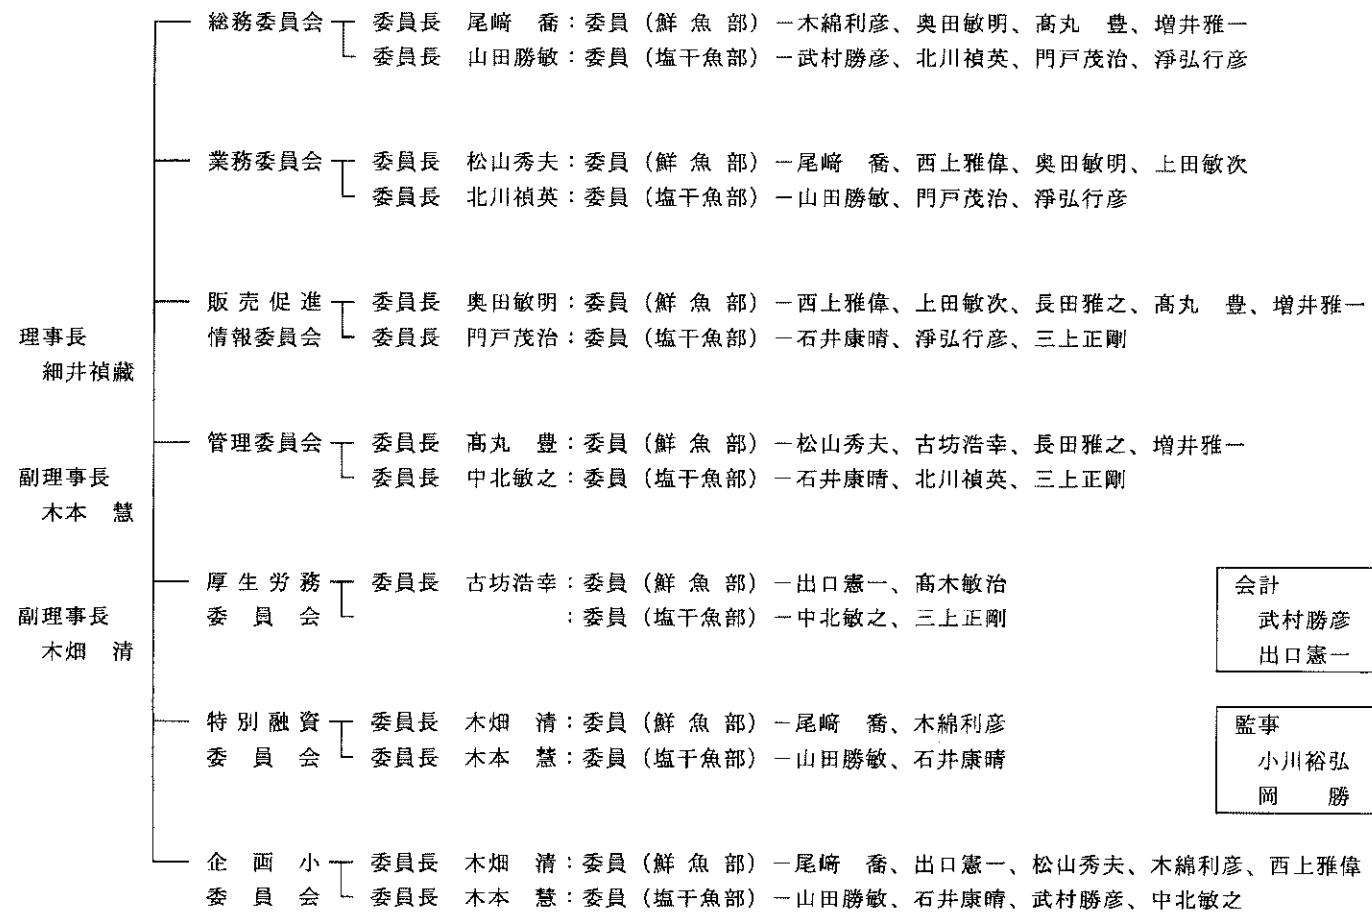 総務委員会 委員長 尾﨑 喬：委員（鮮魚部）－木綿利彦、奥田敏明、髙丸 豊、増井雅一
委員長 山田勝敏：委員（塩干魚部）－武村勝彦、北川禎英、門戸茂治、淨弘行彦
業務委員会 委員長 松山秀夫：委員（鮮魚部）－尾﨑 喬、西上雅偉、奥田敏明、上田敏次
委員長 北川禎英：委員（塩干魚部）－山田勝敏、門戸茂治、淨弘行彦
販売促進 委員長 奥田敏明：委員（鮮魚部）－西上雅偉、上田敏次、長田雅之、髙丸 豊、増井雅一
情報委員会 委員長 門戸茂治：委員（塩干魚部）－石井康晴、淨弘行彦、三上正剛
理事長
細井禎藏
管理委員会 委員長 髙丸 豊：委員（鮮魚部）－松山秀夫、古坊浩幸、長田雅之、増井雅一
委員長 中北敏之：委員（塩干魚部）－石井康晴、北川禎英、三上正剛
副理事長
木本 慧
厚生労務 委員長 古坊浩幸：委員（鮮魚部）－出口憲一、髙木敏治
委員会 ：委員（塩干魚部）－中北敏之、三上正剛
副理事長
木畑 清
会計
武村勝彦
出口憲一
特別融資 委員長 木畑 清：委員（鮮魚部）－尾﨑 喬、木綿利彦
委員会 委員長 木本 慧：委員（塩干魚部）－山田勝敏、石井康晴
監事
小川裕弘
岡 勝
企画小 委員長 木畑 清：委員（鮮魚部）－尾﨑 喬、出口憲一、松山秀夫、木綿利彦、西上雅偉
委員会 委員長 木本 慧：委員（塩干魚部）－山田勝敏、石井康晴、武村勝彦、中北敏之